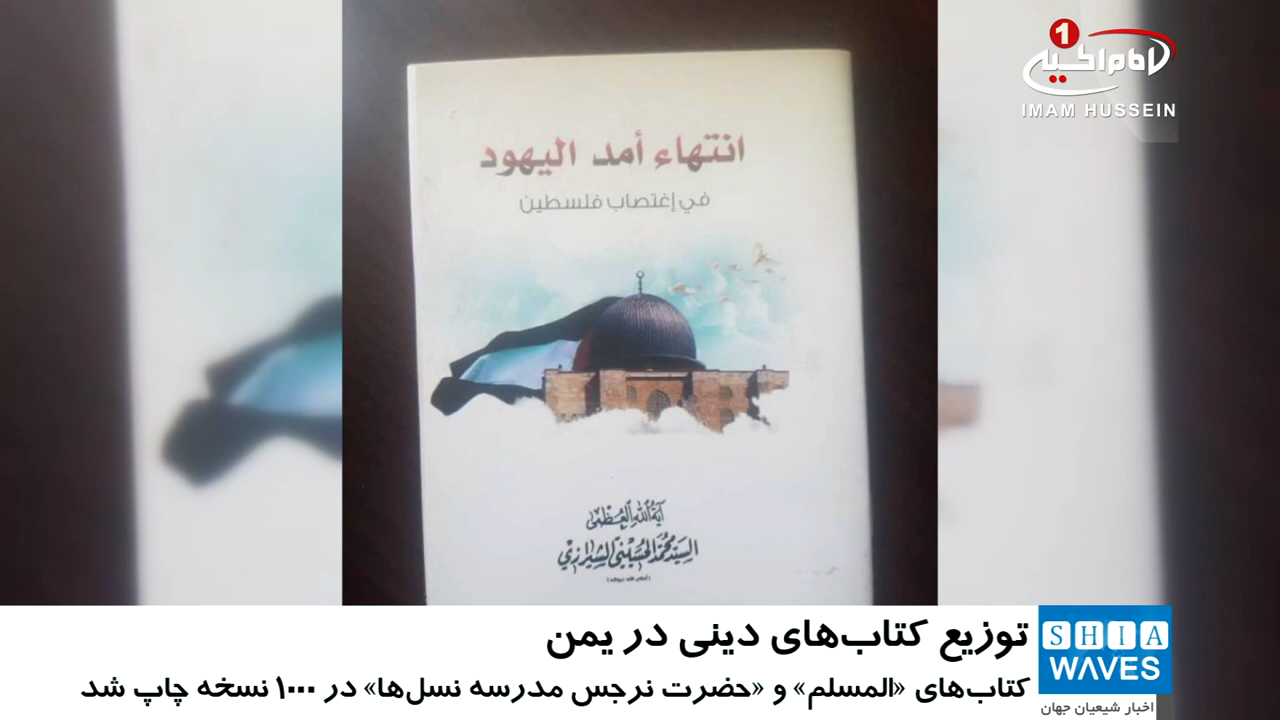 1
امام الحسین
IMAM HUSSEIN
انتهاء أمد اليهود
في إغتصاب فلسطين
آية الله العظمى
السيد محمد الحسيني الشيرازي
توزیع کتاب‌های دینی در یمن
کتاب‌های «المسلم» و «حضرت نرجس مدرسه نسل‌ها» در ۱۰۰۰ نسخه چاپ شد
SHIA
WAVES
اخبار شیعیان جهان